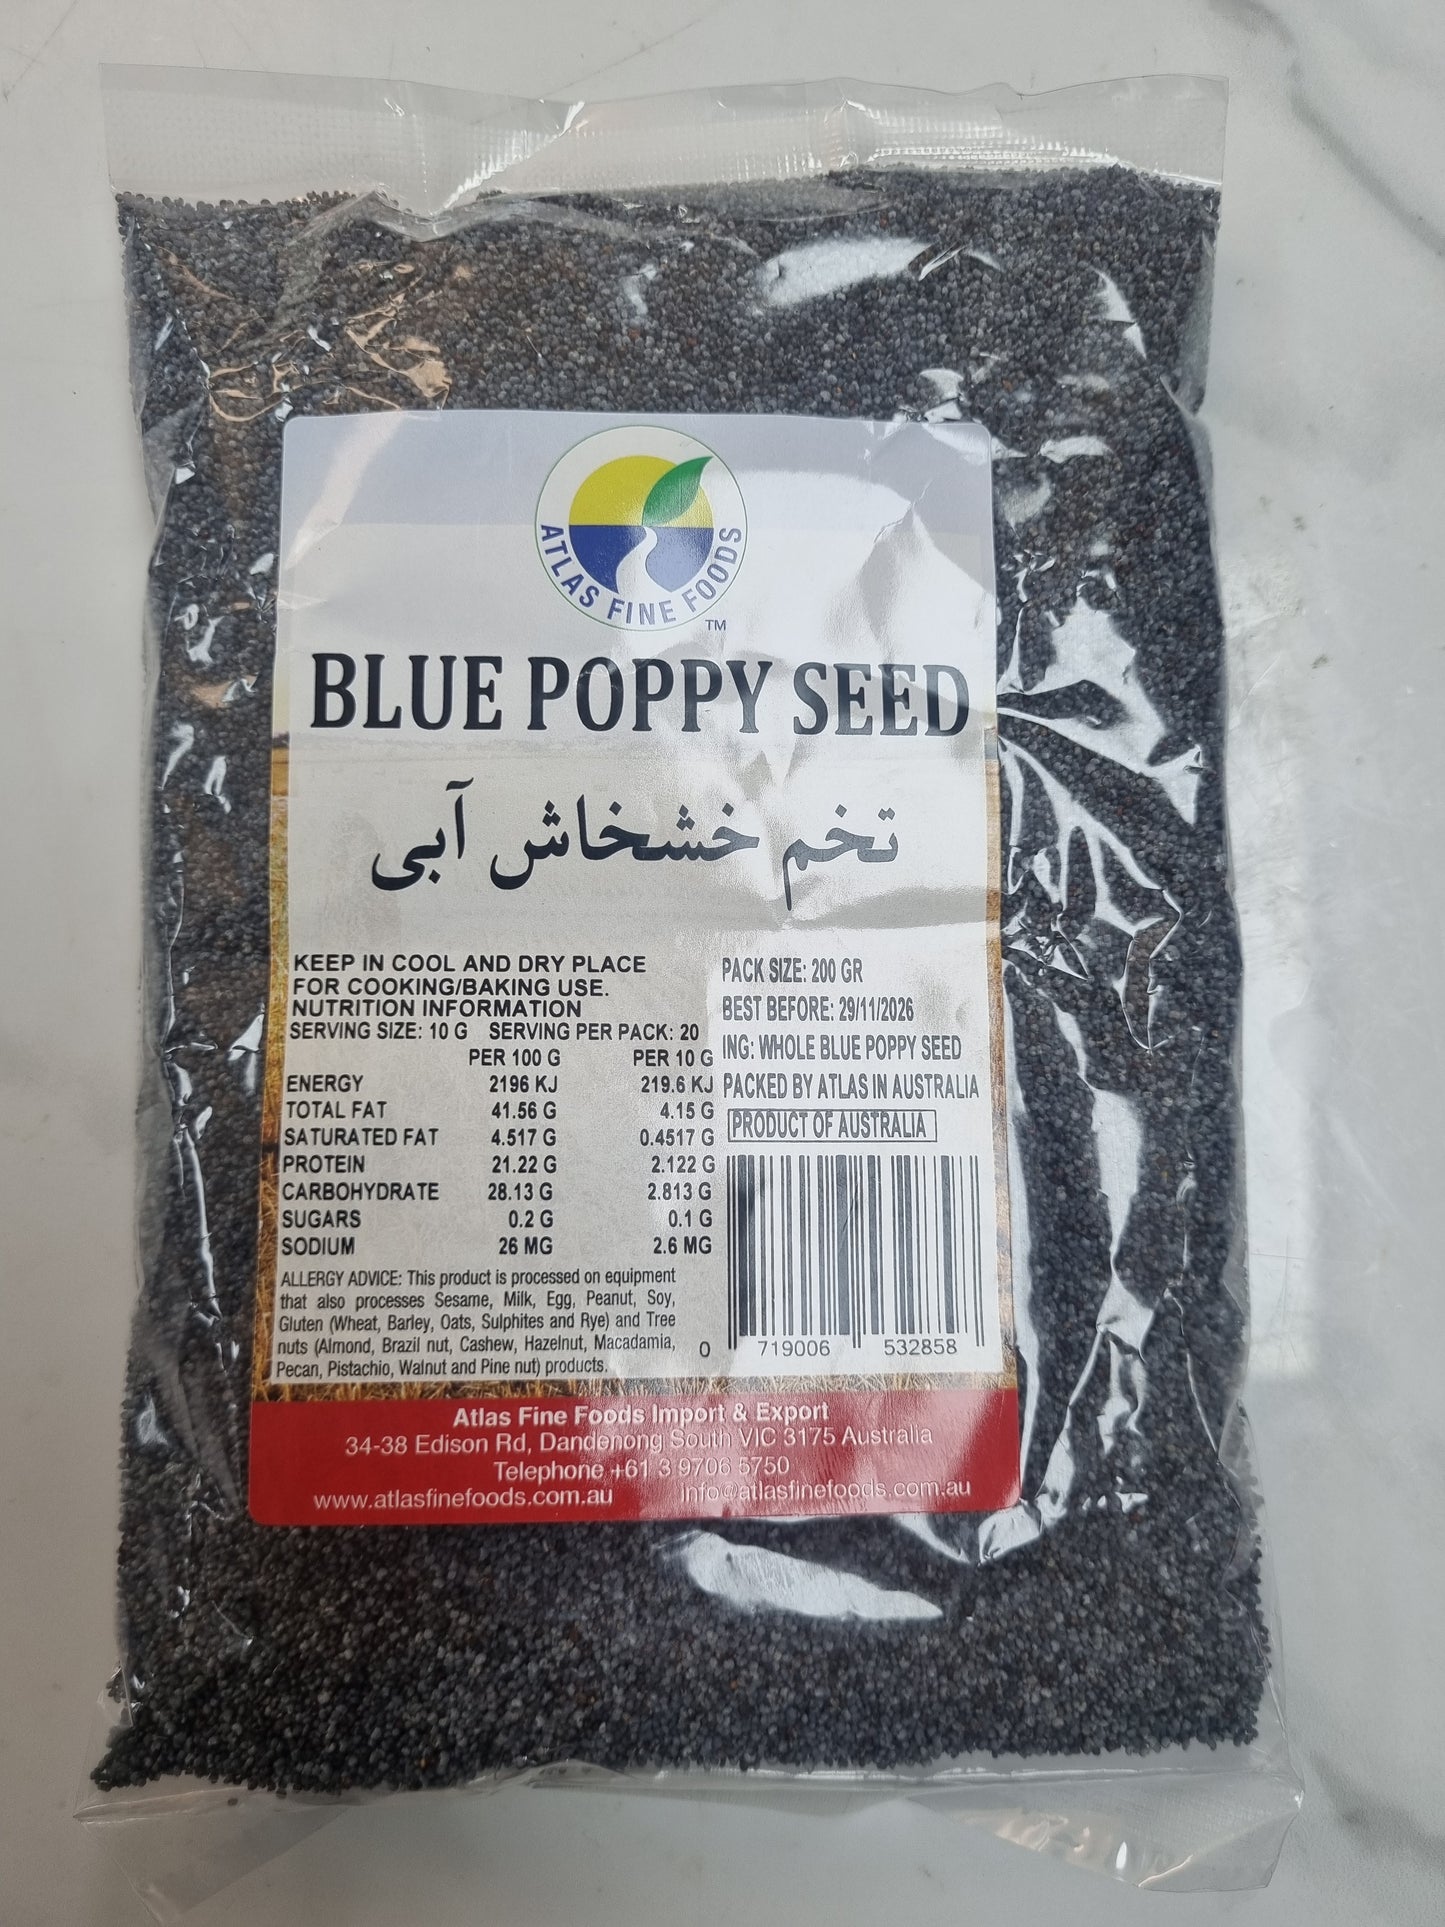 ATLAS FINE FOODS
TM
BLUE POPPY SEED
تخم خشخاش آبی
KEEP IN COOL AND DRY PLACE
FOR COOKING/BAKING USE.
NUTRITION INFORMATION
SERVING SIZE: 10 G SERVING PER PACK: 20
PER 100 G PER 10 G
ENERGY 2196 KJ 219.6 KJ
TOTAL FAT 41.56 G 4.15 G
SATURATED FAT 4.517 G 0.4517 G
PROTEIN 21.22 G 2.122 G
CARBOHYDRATE 28.13 G 2.813 G
SUGARS 0.2 G 0.1 G
SODIUM 26 MG 2.6 MG
ALLERGY ADVICE: This product is processed on equipment
that also processes Sesame, Milk, Egg, Peanut, Soy,
Gluten (Wheat, Barley, Oats, Sulphites and Rye) and Tree
nuts (Almond, Brazil nut, Cashew, Hazelnut, Macadamia,
Pecan, Pistachio, Walnut and Pine nut) products.
PACK SIZE: 200 GR
BEST BEFORE: 29/11/2026
ING: WHOLE BLUE POPPY SEED
PACKED BY ATLAS IN AUSTRALIA
PRODUCT OF AUSTRALIA
0 719006 532858
Atlas Fine Foods Import & Export
34-38 Edison Rd, Dandenong South VIC 3175 Australia
Telephone +61 3 9706 5750
www.atlasfinefoods.com.au info@atlasfinefoods.com.au